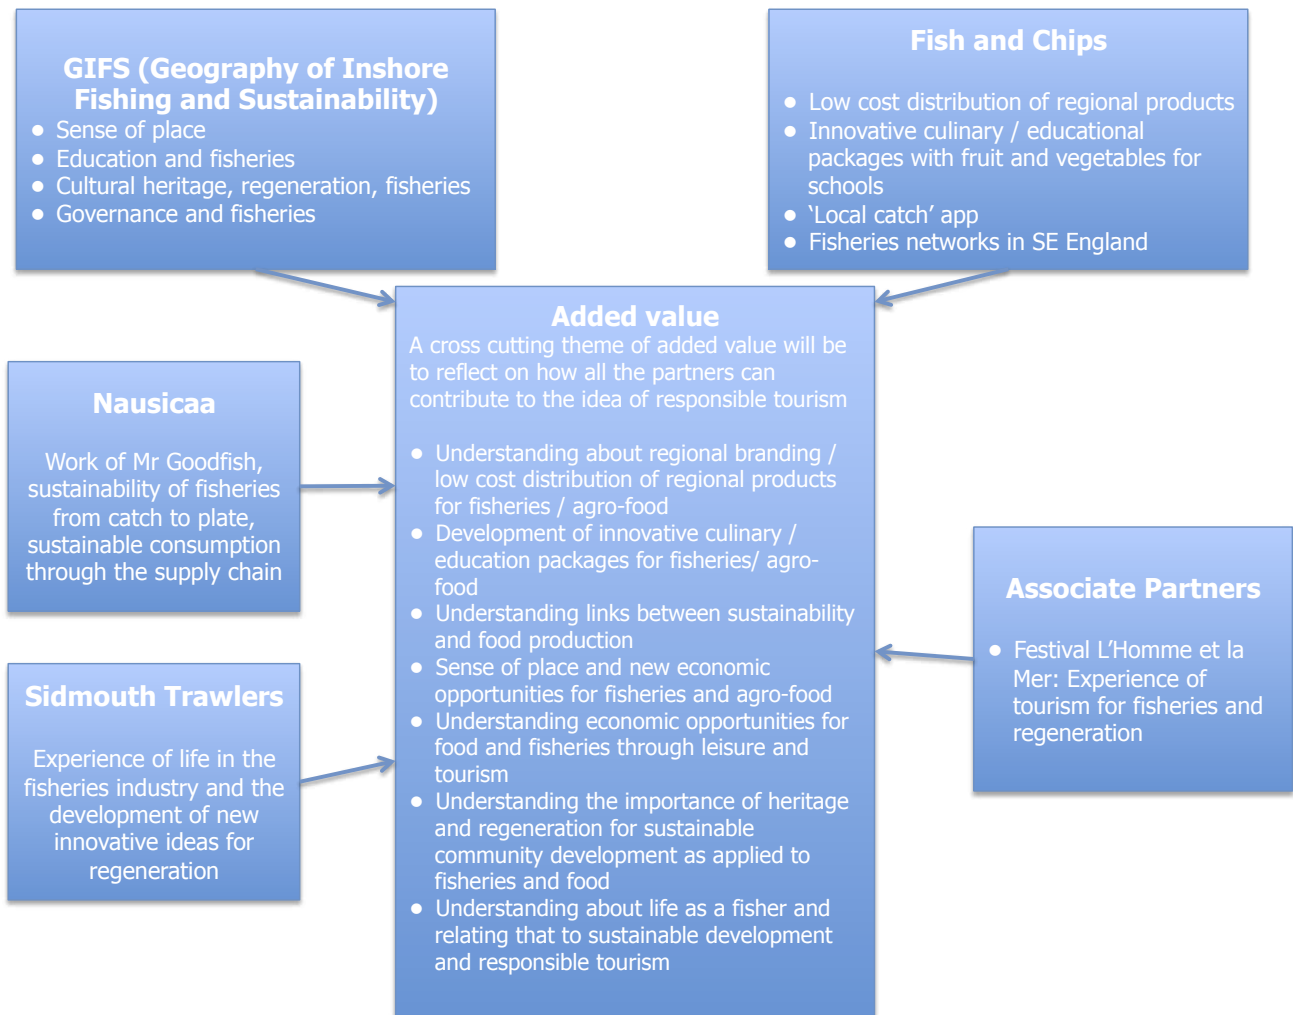 GIFS (Geography of Inshore
Fishing and Sustainability)
● Sense of place
● Education and fisheries
● Cultural heritage, regeneration, fisheries
● Governance and fisheries
Fish and Chips
● Low cost distribution of regional products
● Innovative culinary / educational
packages with fruit and vegetables for
schools
● ‘Local catch’ app
● Fisheries networks in SE England
Nausicaa
Work of Mr Goodfish,
sustainability of fisheries
from catch to plate,
sustainable consumption
through the supply chain
Sidmouth Trawlers
Experience of life in the
fisheries industry and the
development of new
innovative ideas for
regeneration
Added value
A cross cutting theme of added value will be
to reflect on how all the partners can
contribute to the idea of responsible tourism
● Understanding about regional branding /
low cost distribution of regional products
for fisheries / agro-food
● Development of innovative culinary /
education packages for fisheries/ agro-
food
● Understanding links between sustainability
and food production
● Sense of place and new economic
opportunities for fisheries and agro-food
● Understanding economic opportunities for
food and fisheries through leisure and
tourism
● Understanding the importance of heritage
and regeneration for sustainable
community development as applied to
fisheries and food
● Understanding about life as a fisher and
relating that to sustainable development
and responsible tourism
Associate Partners
● Festival L’Homme et la
Mer: Experience of
tourism for fisheries and
regeneration